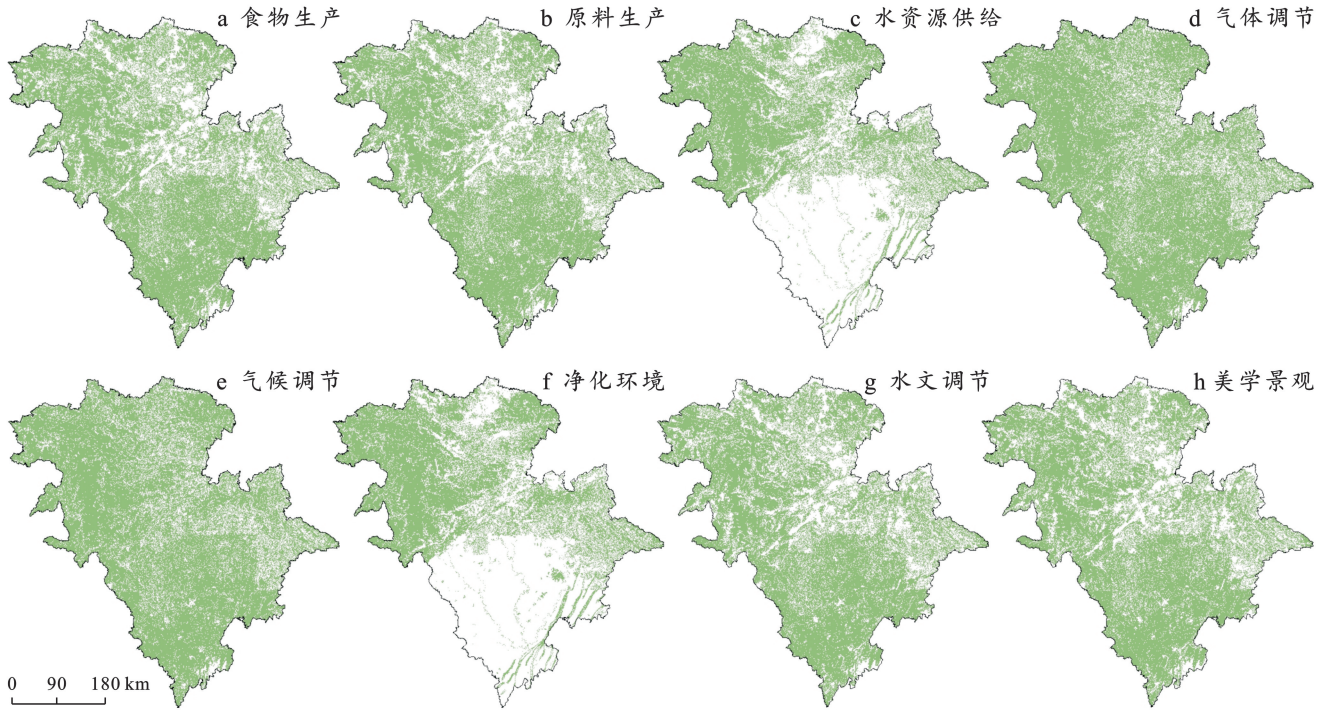 a 食物生产
b 原料生产
c 水资源供给
d 气体调节
e 气候调节
f 净化环境
g 水文调节
h 美学景观
0 90 180 km